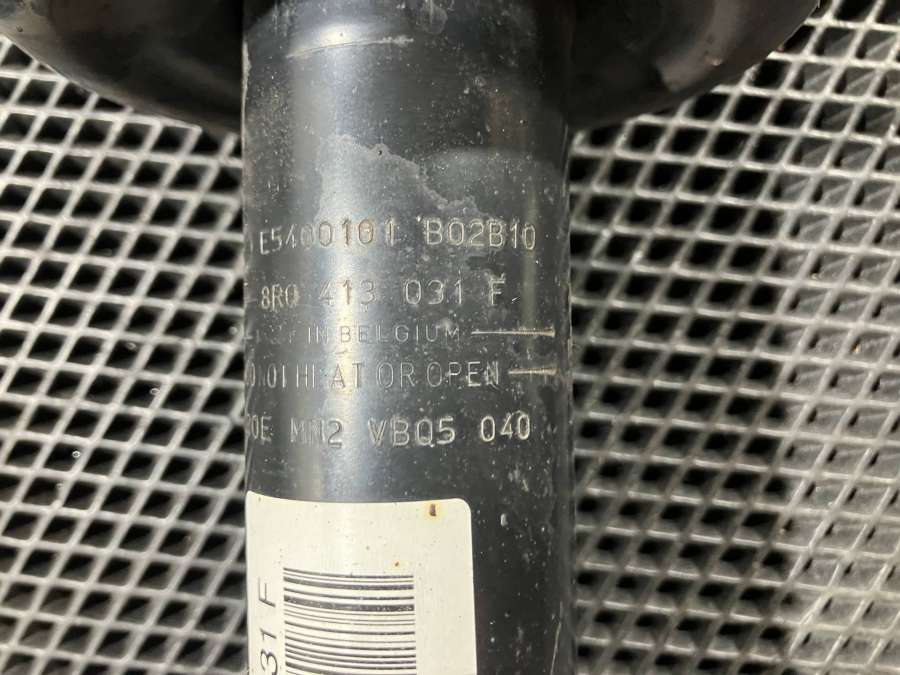 E5400101 B02B10
8R0 413 031 F
IN BELGIUM
HEAT OR OPEN
MM2 VBQ5 040
31 F